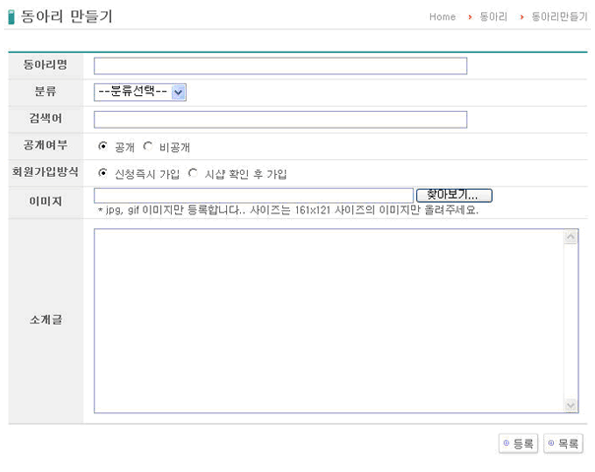 동아리 만들기
Home > 동아리 > 동아리만들기
동아리명
분류 --분류선택--
검색어
공개여부 공개 비공개
회원가입방식 신청즉시 가입 시샵 확인 후 가입
이미지 찾아보기...
* jpg, gif 이미지만 등록합니다.. 사이즈는 161x121 사이즈의 이미지만 올려주세요.
소개글
등록 목록